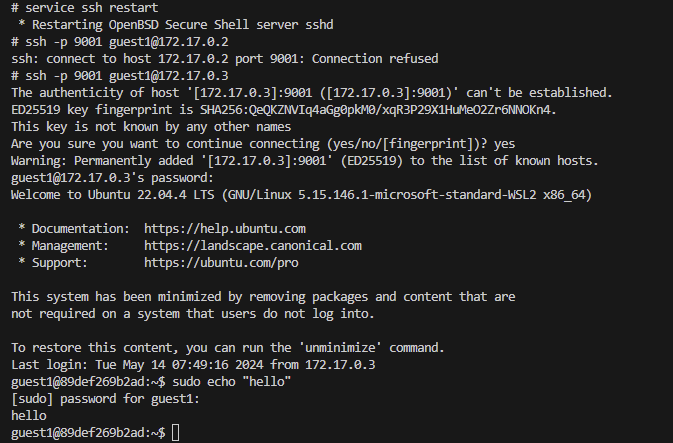 # service ssh restart
 * Restarting OpenBSD Secure Shell server sshd
# ssh -p 9001 guest1@172.17.0.2
ssh: connect to host 172.17.0.2 port 9001: Connection refused
# ssh -p 9001 guest1@172.17.0.3
The authenticity of host '[172.17.0.3]:9001 ([172.17.0.3]:9001)' can't be established.
ED25519 key fingerprint is SHA256:QeQKZNVIq4aGg0pkM0/xqR3P29X1HuMeO2Zr6NNOKn4.
This key is not known by any other names
Are you sure you want to continue connecting (yes/no/[fingerprint])? yes
Warning: Permanently added '[172.17.0.3]:9001' (ED25519) to the list of known hosts.
guest1@172.17.0.3's password:
Welcome to Ubuntu 22.04.4 LTS (GNU/Linux 5.15.146.1-microsoft-standard-WSL2 x86_64)

 * Documentation:  https://help.ubuntu.com
 * Management:     https://landscape.canonical.com
 * Support:        https://ubuntu.com/pro

This system has been minimized by removing packages and content that are
not required on a system that users do not log into.

To restore this content, you can run the 'unminimize' command.
Last login: Tue May 14 07:49:16 2024 from 172.17.0.3
guest1@89def269b2ad:~$ sudo echo "hello"
[sudo] password for guest1:
hello
guest1@89def269b2ad:~$